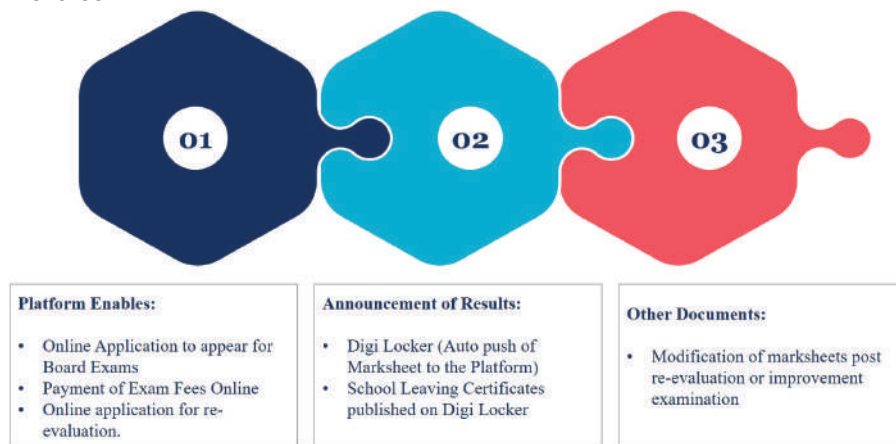 01
02
03
Platform Enables:
• Online Application to appear for
Board Exams
• Payment of Exam Fees Online
• Online application for re-
evaluation.
Announcement of Results:
• Digi Locker (Auto push of
Marksheet to the Platform)
• School Leaving Certificates
published on Digi Locker
Other Documents:
• Modification of marksheets post
re-evaluation or improvement
examination